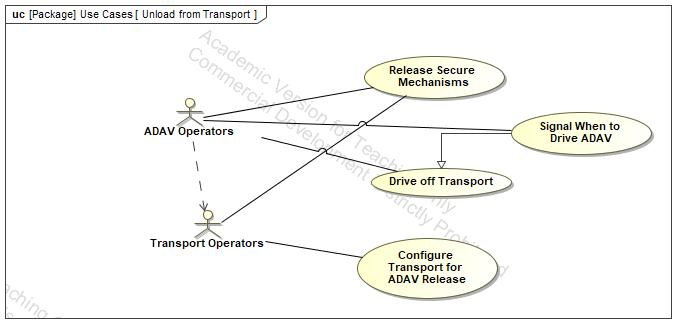 uc [Package] Use Cases [ Unload from Transport ]
Academic Version for Teaching Only
Commercial Development is Strictly Prohibited
Release Secure
Mechanisms
ADAV Operators
Signal When to
Drive ADAV
Drive off Transport
Transport Operators
Configure
Transport for
ADAV Release